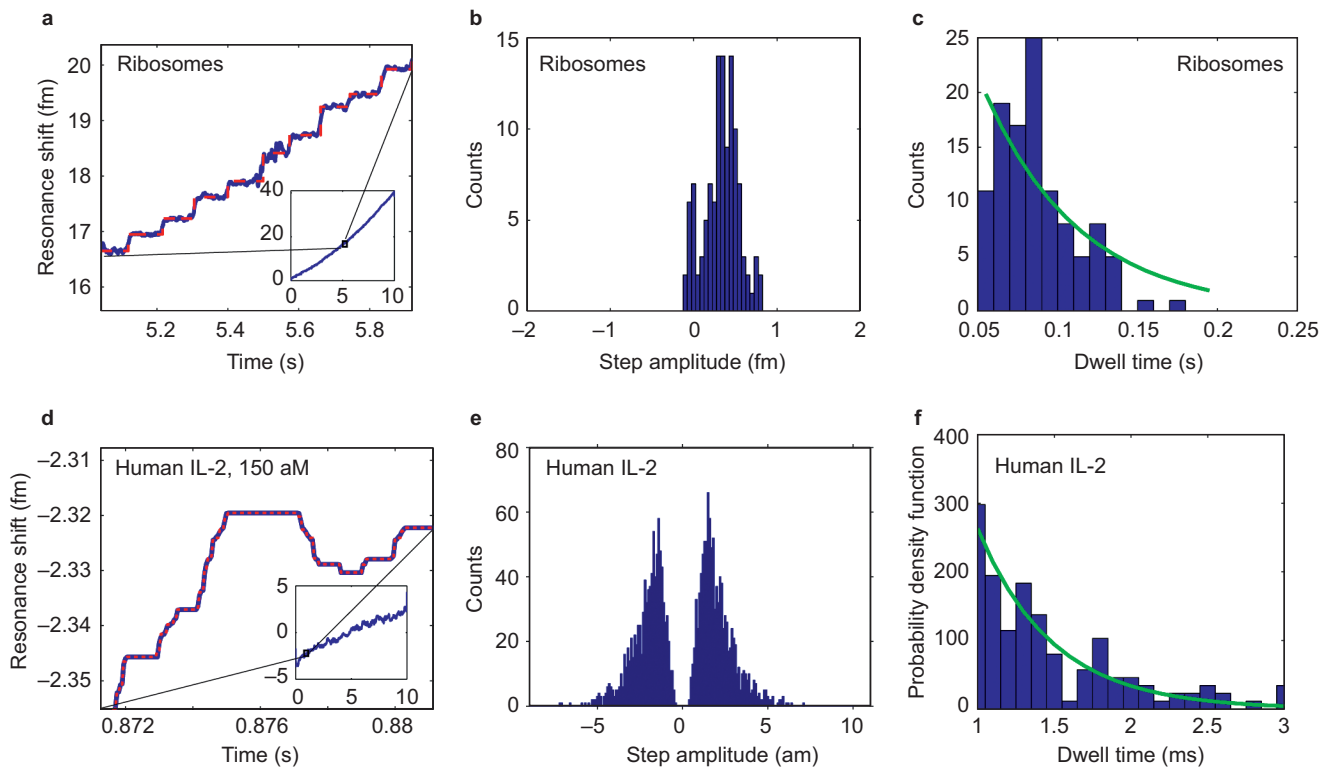 a
Ribosomes
Resonance shift (fm)
20
19
18
17
16
40
20
0
0
5
10
5.2
5.4
5.6
5.8
Time (s)
b
Ribosomes
Counts
15
10
5
0
−2
−1
0
1
2
Step amplitude (fm)
c
Ribosomes
Counts
25
20
15
10
5
0
0.05
0.1
0.15
0.2
0.25
Dwell time (s)
d
Human IL-2, 150 aM
Resonance shift (fm)
−2.31
−2.32
−2.33
−2.34
−2.35
5
0
−5
0
5
10
0.872
0.876
0.88
Time (s)
e
Human IL-2
Counts
80
60
40
20
0
−5
0
5
10
Step amplitude (am)
f
Human IL-2
Probability density function
400
300
200
100
0
1
1.5
2
2.5
3
Dwell time (ms)